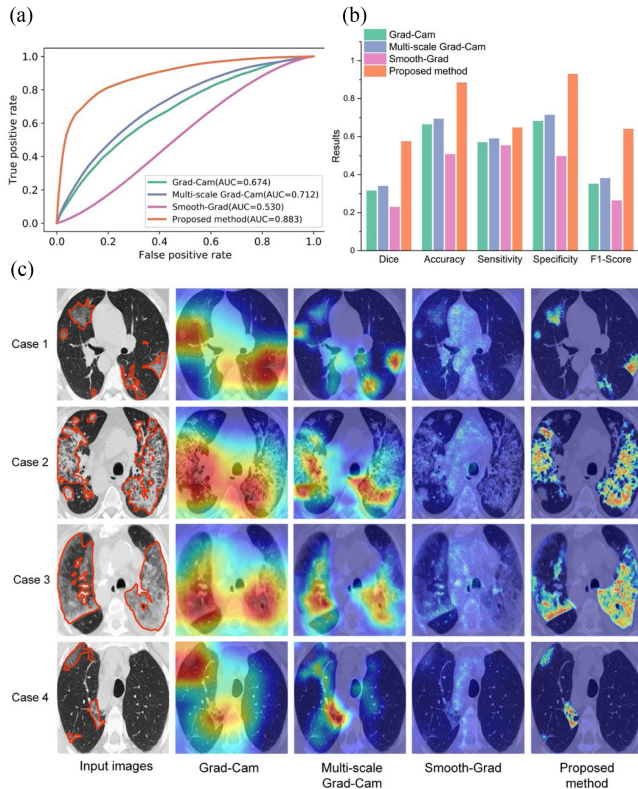 (a)
1.0
0.8
0.6
0.4
0.2
0.0
True positive rate
Grad-Cam(AUC=0.674)
Multi-scale Grad-Cam(AUC=0.712)
Smooth-Grad(AUC=0.530)
Proposed method(AUC=0.883)
0.0 0.2 0.4 0.6 0.8 1.0
False positive rate
(b)
1
0.8
0.6
0.4
0.2
0
Results
Grad-Cam
Multi-scale Grad-Cam
Smooth-Grad
Proposed method
Dice Accuracy Sensitivity Specificity F1-Score
(c)
Case 1
Case 2
Case 3
Case 4
Input images
Grad-Cam
Multi-scale
Grad-Cam
Smooth-Grad
Proposed
method